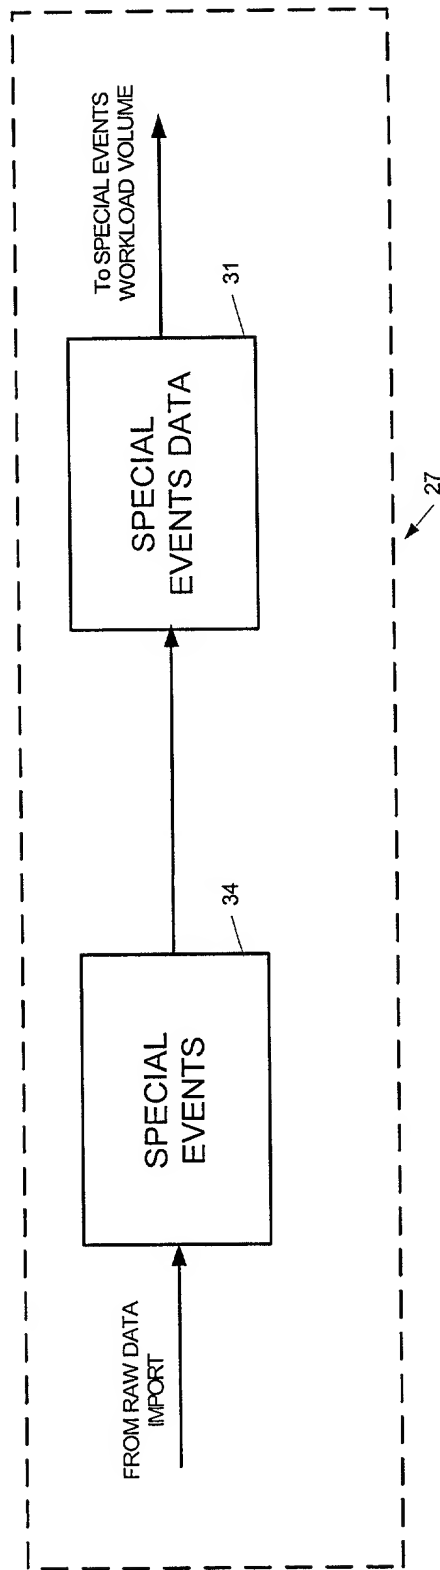 FROM RAW DATA
IMPORT
SPECIAL
EVENTS
34
SPECIAL
EVENTS DATA
31
To SPECIAL EVENTS
WORKLOAD VOLUME
27